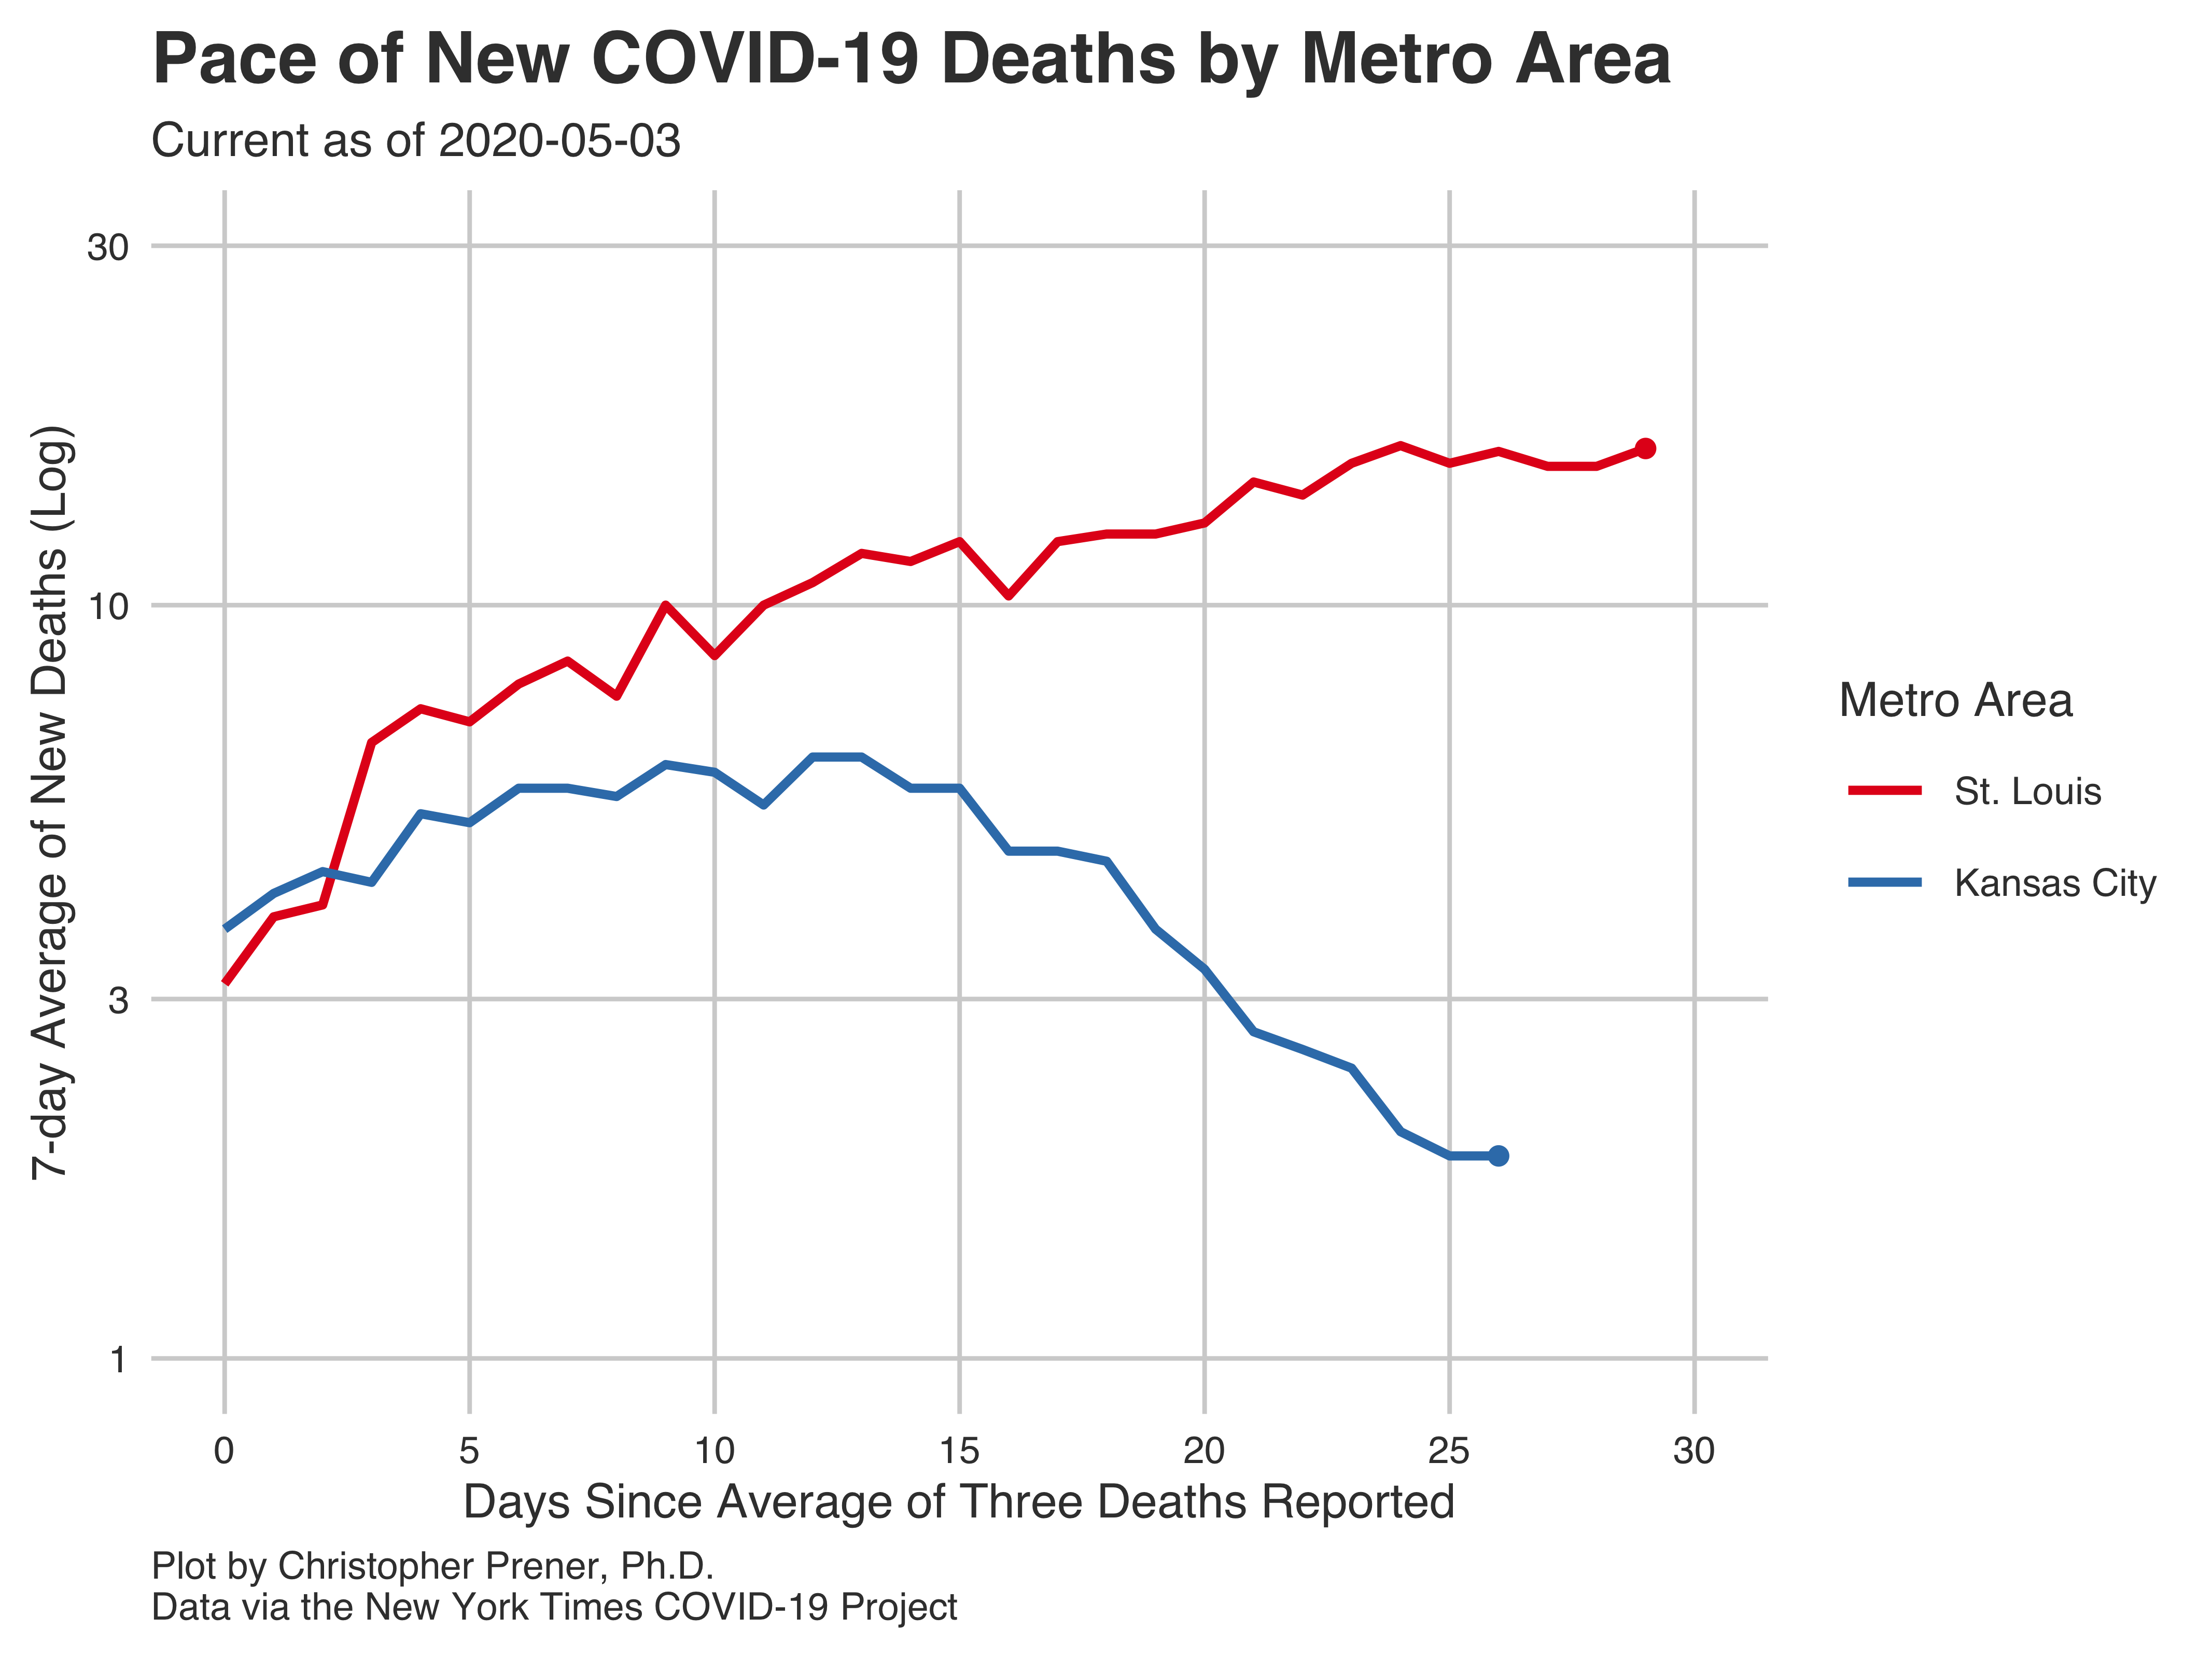 Pace of New COVID-19 Deaths by Metro Area
Current as of 2020-05-03
7-day Average of New Deaths (Log)
30
10
3
1
0
5
10
15
20
25
30
Days Since Average of Three Deaths Reported
Metro Area
St. Louis
Kansas City
Plot by Christopher Prener, Ph.D.
Data via the New York Times COVID-19 Project